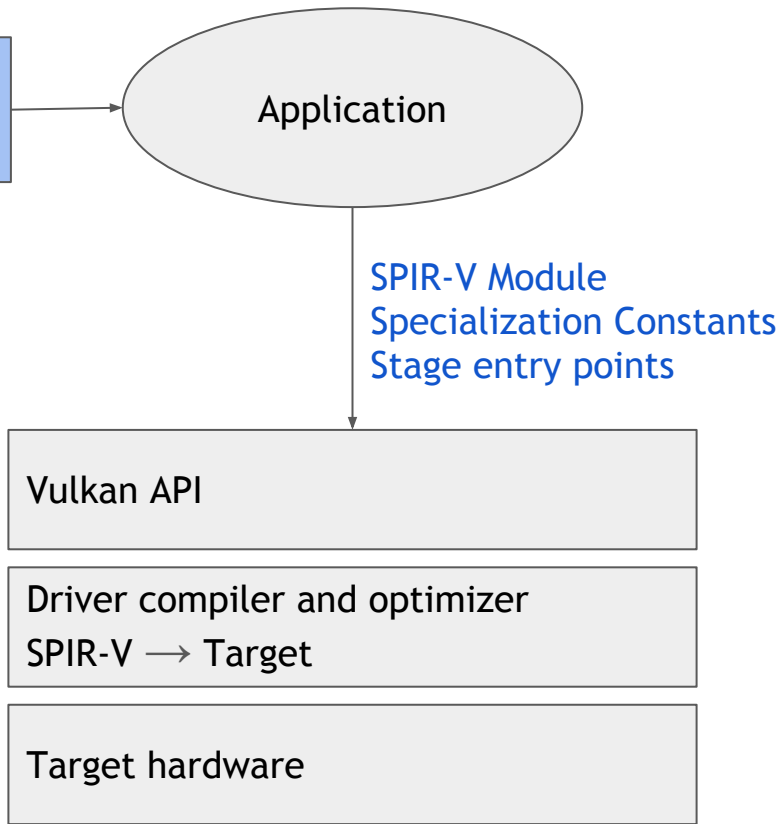 Application
SPIR-V Module
Specialization Constants
Stage entry points
Vulkan API
Driver compiler and optimizer
SPIR-V → Target
Target hardware